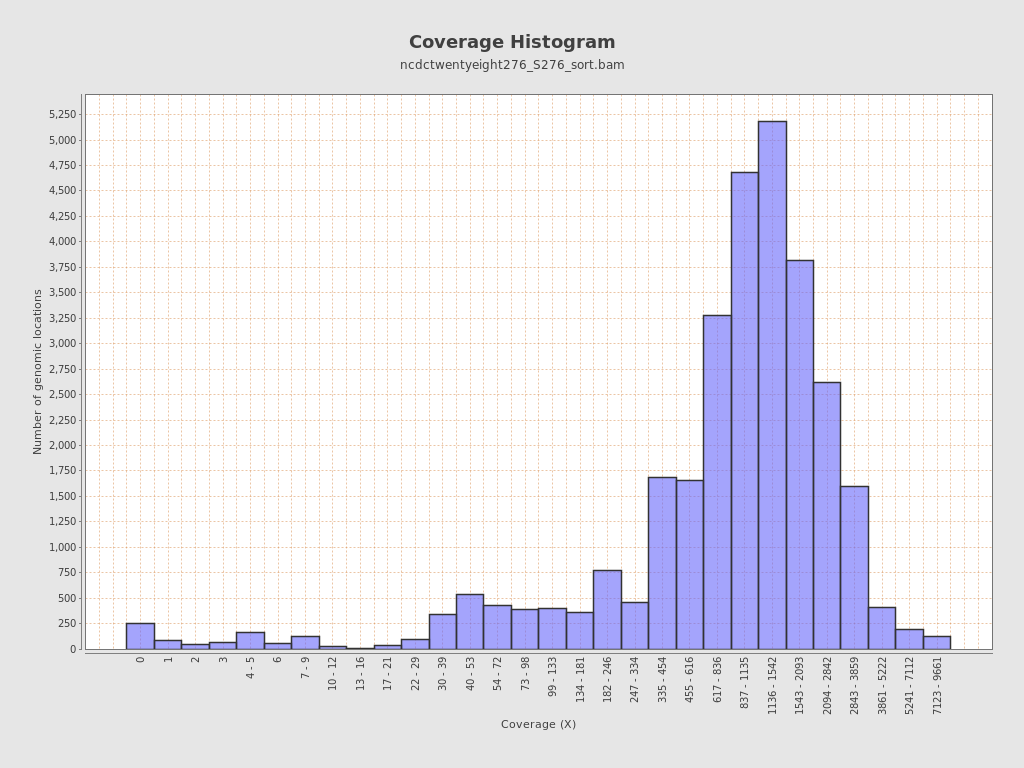 Coverage Histogram
ncdctwentyeight276_S276_sort.bam
Number of genomic locations
5,250
5,000
4,750
4,500
4,250
4,000
3,750
3,500
3,250
3,000
2,750
2,500
2,250
2,000
1,750
1,500
1,250
1,000
750
500
250
0
0
1
2
3
4 - 5
6
7 - 9
10 - 12
13 - 16
17 - 21
22 - 29
30 - 39
40 - 53
54 - 72
73 - 98
99 - 133
134 - 181
182 - 246
247 - 334
335 - 454
455 - 616
617 - 836
837 - 1135
1136 - 1542
1543 - 2093
2094 - 2842
2843 - 3859
3861 - 5222
5241 - 7112
7123 - 9661
Coverage (X)